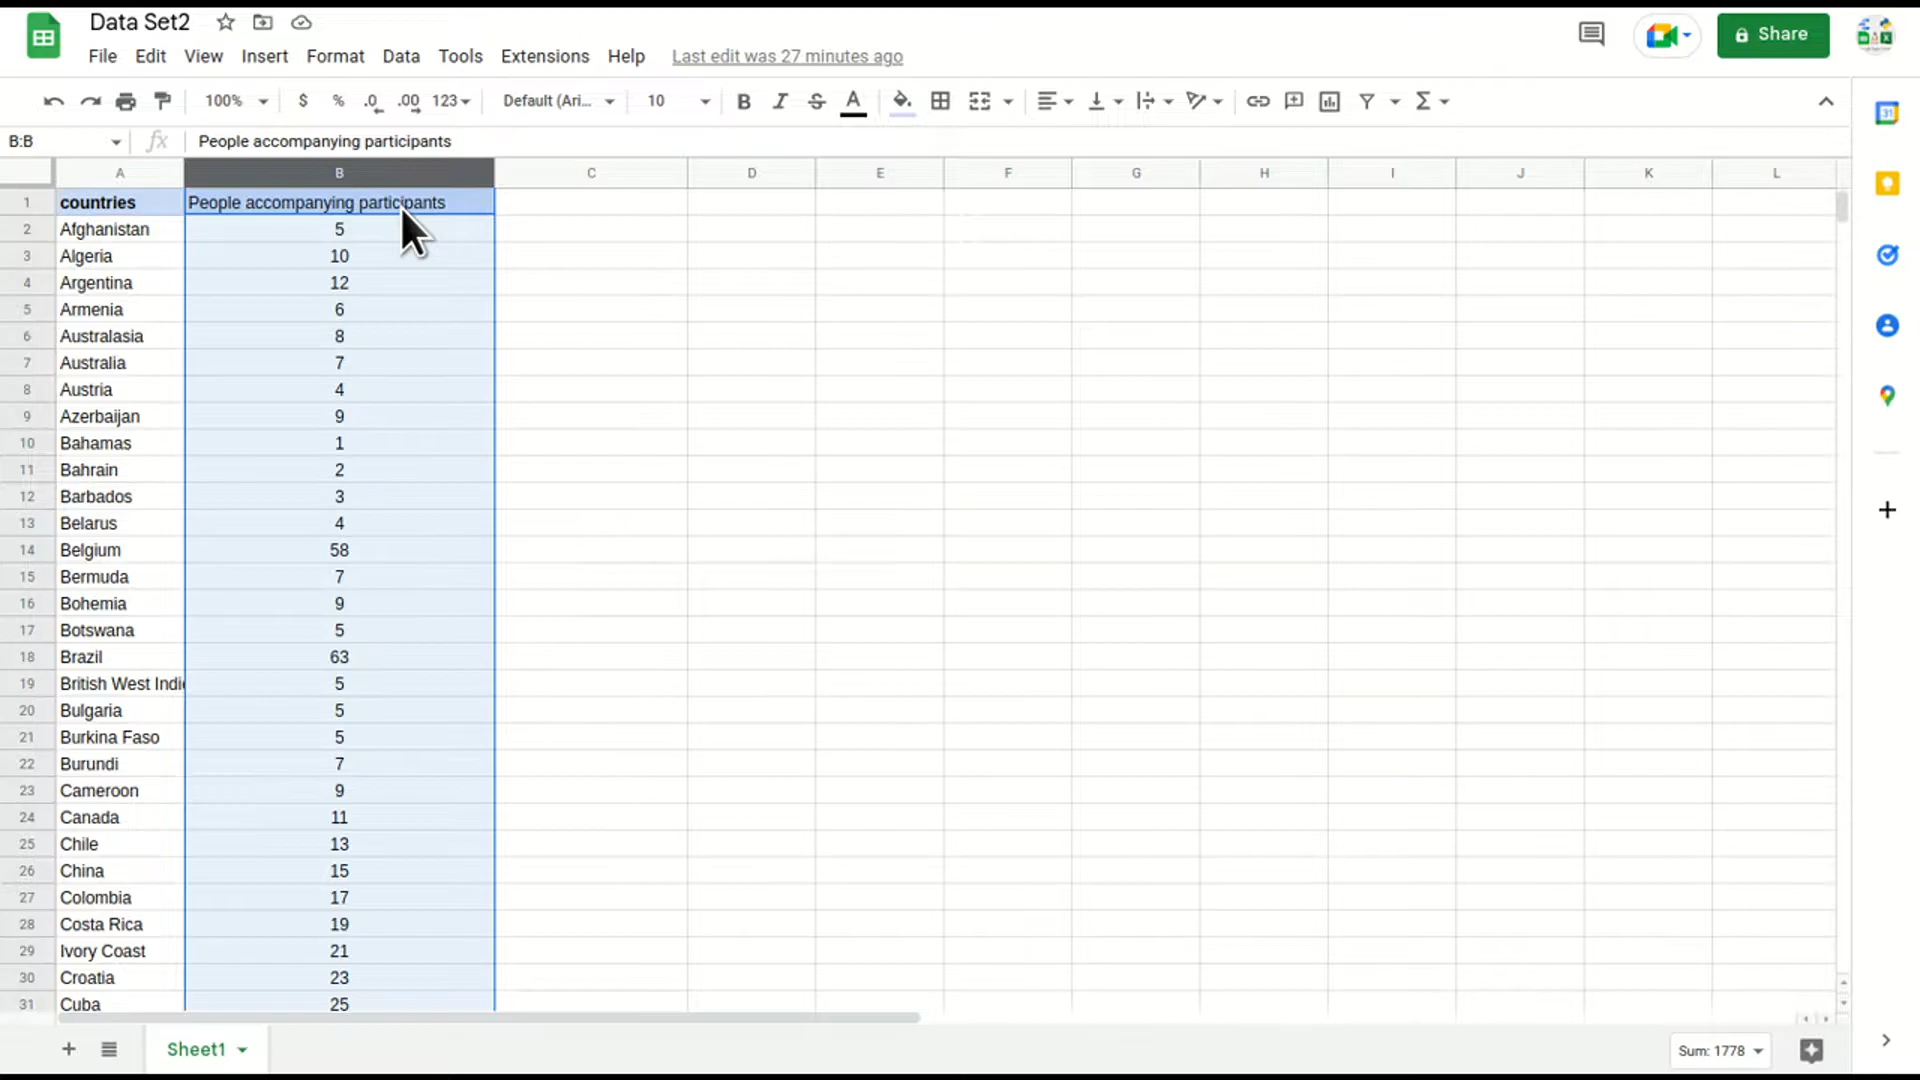 Data Set2
File Edit View Insert Format Data Tools Extensions Help Last edit was 27 minutes ago
Share
100% $ % .0 .00 123 Default (Ari... 10 B I S A Σ
31
B:B fx People accompanying participants
A B C D E F G H I J K L
1 countries People accompanying participants
2 Afghanistan 5
3 Algeria 10
4 Argentina 12
5 Armenia 6
6 Australasia 8
7 Australia 7
8 Austria 4
9 Azerbaijan 9
10 Bahamas 1
11 Bahrain 2
12 Barbados 3
13 Belarus 4
14 Belgium 58
15 Bermuda 7
16 Bohemia 9
17 Botswana 5
18 Brazil 63
19 British West Indi 5
20 Bulgaria 5
21 Burkina Faso 5
22 Burundi 7
23 Cameroon 9
24 Canada 11
25 Chile 13
26 China 15
27 Colombia 17
28 Costa Rica 19
29 Ivory Coast 21
30 Croatia 23
31 Cuba 25
Sheet1 Sum: 1778